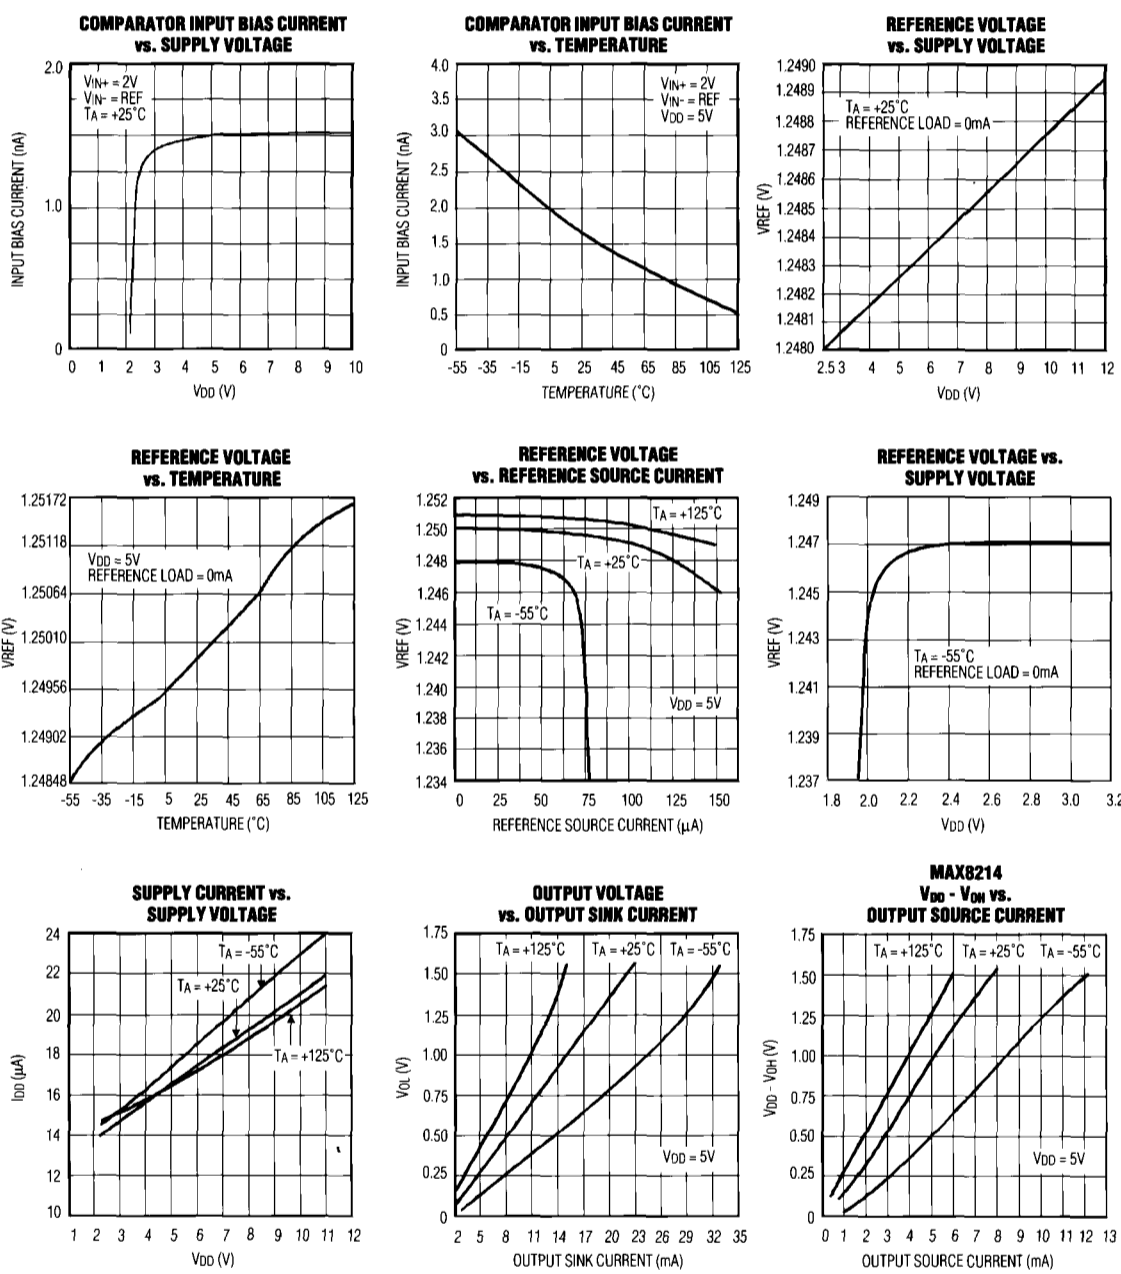 COMPARATOR INPUT BIAS CURRENT
vs. SUPPLY VOLTAGE
2.0
1.0
0
INPUT BIAS CURRENT (nA)
VIN+ = 2V
VIN- = REF
TA = +25°C
0 1 2 3 4 5 6 7 8 9 10
VDD (V)
COMPARATOR INPUT BIAS CURRENT
vs. TEMPERATURE
4.0
3.5
3.0
2.5
2.0
1.5
1.0
0.5
0
INPUT BIAS CURRENT (nA)
VIN+ = 2V
VIN- = REF
VDD = 5V
-55 -35 -15 5 25 45 65 85 105 125
TEMPERATURE (°C)
REFERENCE VOLTAGE
vs. SUPPLY VOLTAGE
1.2490
1.2489
1.2488
1.2487
1.2486
1.2485
1.2484
1.2483
1.2482
1.2481
1.2480
VREF (V)
TA = +25°C
REFERENCE LOAD = 0mA
2.5 3 4 5 6 7 8 9 10 11 12
VDD (V)
REFERENCE VOLTAGE
vs. TEMPERATURE
1.25172
1.25118
1.25064
1.25010
1.24956
1.24902
1.24848
VREF (V)
VDD = 5V
REFERENCE LOAD = 0mA
-55 -35 -15 5 25 45 65 85 105 125
TEMPERATURE (°C)
REFERENCE VOLTAGE
vs. REFERENCE SOURCE CURRENT
1.252
1.250
1.248
1.246
1.244
1.242
1.240
1.238
1.236
1.234
VREF (V)
TA = +125°C
TA = +25°C
TA = -55°C
VDD = 5V
0 25 50 75 100 125 150
REFERENCE SOURCE CURRENT (μA)
REFERENCE VOLTAGE vs.
SUPPLY VOLTAGE
1.249
1.247
1.245
1.243
1.241
1.239
1.237
VREF (V)
TA = -55°C
REFERENCE LOAD = 0mA
1.8 2.0 2.2 2.4 2.6 2.8 3.0 3.2
VDD (V)
SUPPLY CURRENT vs.
SUPPLY VOLTAGE
24
22
20
18
16
14
12
10
IDD (μA)
TA = -55°C
TA = +25°C
TA = +125°C
1 2 3 4 5 6 7 8 9 10 11 12
VDD (V)
OUTPUT VOLTAGE
vs. OUTPUT SINK CURRENT
1.75
1.50
1.25
1.00
0.75
0.50
0.25
0
VOL (V)
TA = +125°C TA = +25°C TA = -55°C
VDD = 5V
2 5 8 11 14 17 20 23 26 29 32 35
OUTPUT SINK CURRENT (mA)
MAX8214
VDD - VOH vs.
OUTPUT SOURCE CURRENT
1.75
1.50
1.25
1.00
0.75
0.50
0.25
0
VDD - VOH (V)
TA = +125°C TA = +25°C TA = -55°C
VDD = 5V
0 1 2 3 4 5 6 7 8 9 10 11 12 13
OUTPUT SOURCE CURRENT (mA)